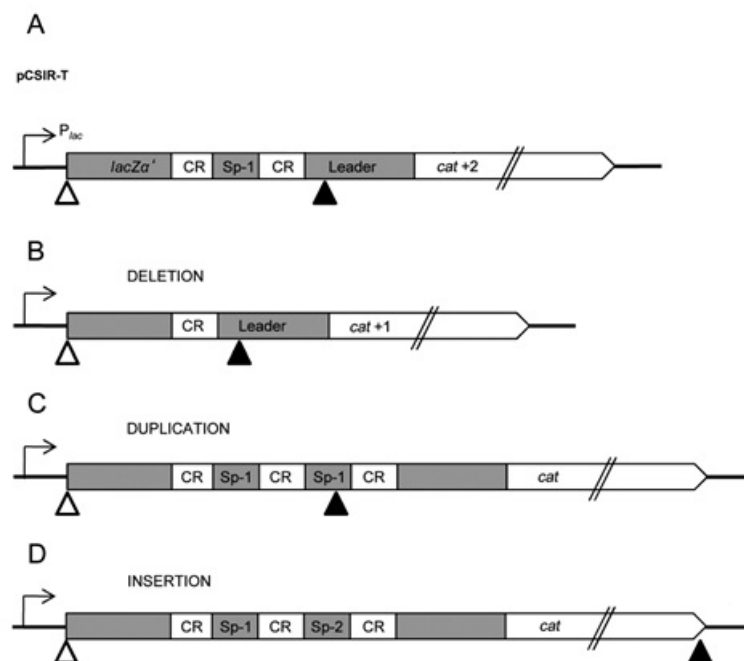 A
pCSIR-T
Plac
lacZα' CR Sp-1 CR Leader cat +2
B
DELETION
CR Leader cat +1
C
DUPLICATION
CR Sp-1 CR Sp-1 CR cat
D
INSERTION
CR Sp-1 CR Sp-2 CR cat